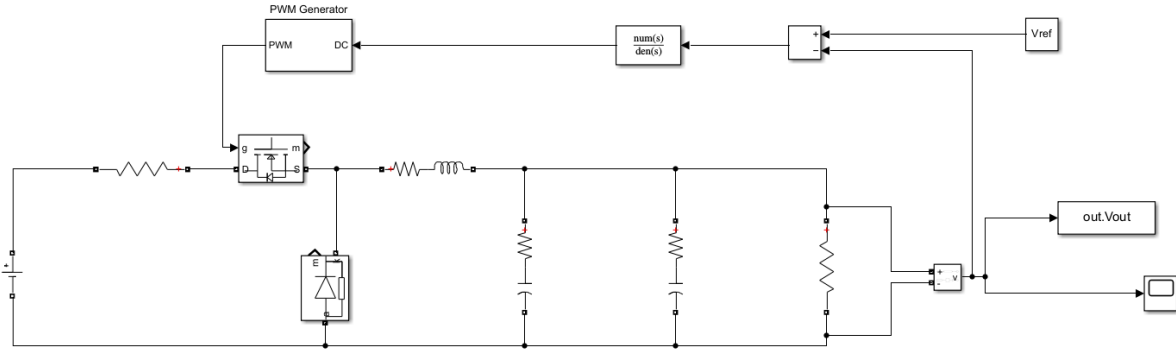 PWM Generator
PWM
DC
num(s)
den(s)
+
−
Vref
g
m
D
S
+
m
k
a
+
-
v
out.Vout